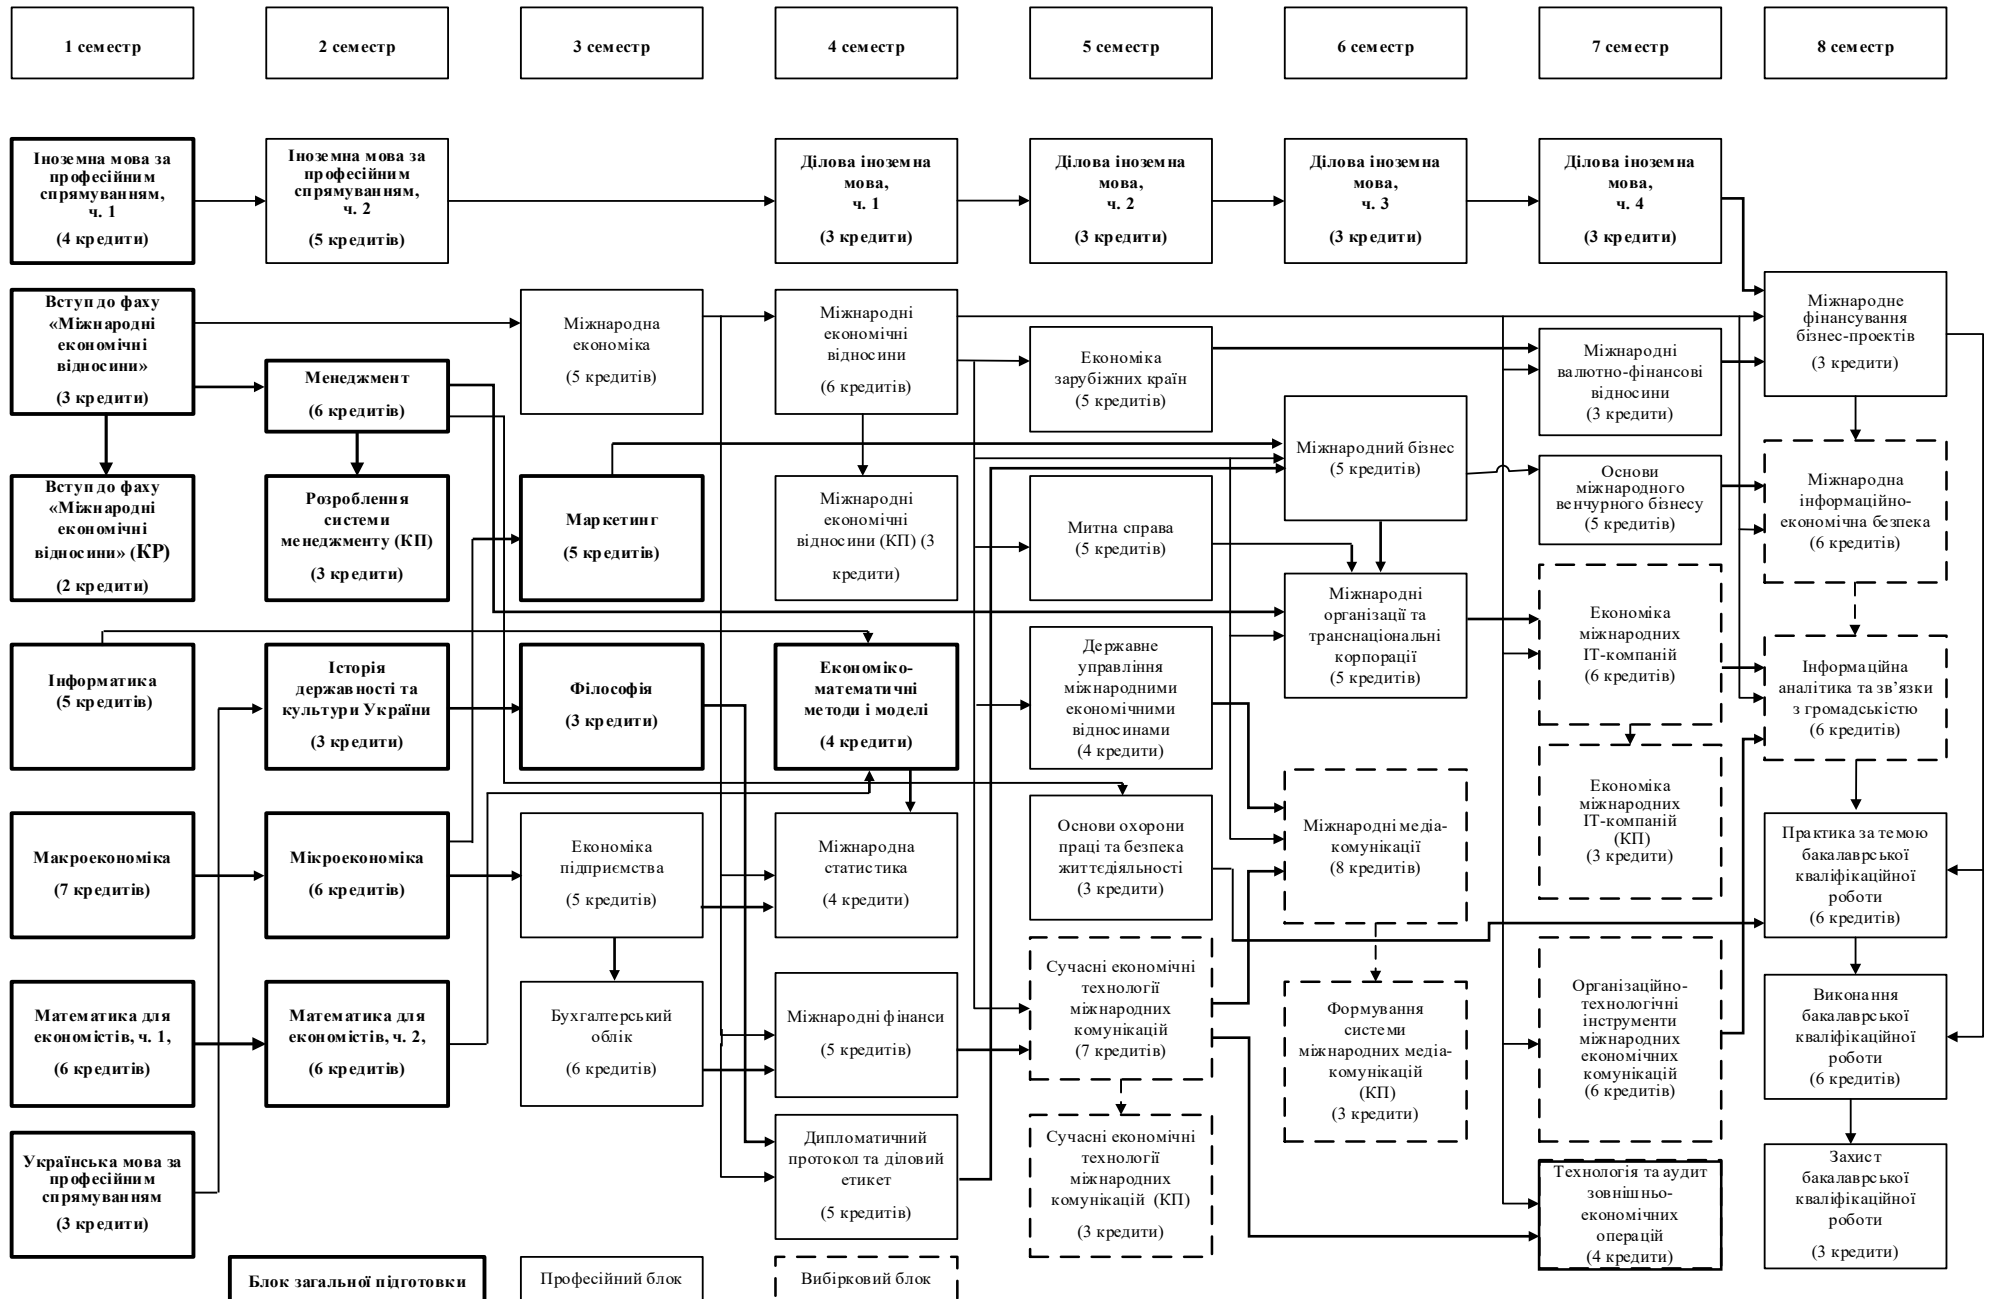 1 семестр
2 семестр
3 семестр
4 семестр
5 семестр
6 семестр
7 семестр
8 семестр
Іноземна мова за
професійним
спрямуванням,
ч. 1
(4 кредити)
Іноземна мова за
професійним
спрямуванням,
ч. 2
(5 кредитів)
Ділова іноземна
мова,
ч. 1
(3 кредити)
Ділова іноземна
мова,
ч. 2
(3 кредити)
Ділова іноземна
мова,
ч. 3
(3 кредити)
Ділова іноземна
мова,
ч. 4
(3 кредити)
Вступ до фаху
«Міжнародні
економічні
відносини»
(3 кредити)
Менеджмент
(6 кредитів)
Міжнародна
економіка
(5 кредитів)
Міжнародні
економічні
відносини
(6 кредитів)
Економіка
зарубіжних країн
(5 кредитів)
Міжнародний бізнес
(5 кредитів)
Міжнародні
валютно-фінансові
відносини
(3 кредити)
Міжнародне
фінансування
бізнес-проектів
(3 кредити)
Вступ до фаху
«Міжнародні
економічні
відносини» (КР)
(2 кредити)
Розроблення
системи
менеджменту (КП)
(3 кредити)
Маркетинг
(5 кредитів)
Міжнародні
економічні
відносини (КП) (3
кредити)
Митна справа
(5 кредитів)
Міжнародні
організації та
транснаціональні
корпорації
(5 кредитів)
Основи
міжнародного
венчурного бізнесу
(5 кредитів)
Міжнародна
інформаційно-
економічна безпека
(6 кредитів)
Інформатика
(5 кредитів)
Історія
державності та
культури України
(3 кредити)
Філософія
(3 кредити)
Економіко-
математичні
методи і моделі
(4 кредити)
Державне
управління
міжнародними
економічними
відносинами
(4 кредити)
Економіка
міжнародних
ІТ-компаній
(6 кредитів)
Інформаційна
аналітика та зв’язки
з громадськістю
(6 кредитів)
Макроекономіка
(7 кредитів)
Мікроекономіка
(6 кредитів)
Економіка
підприємства
(5 кредитів)
Міжнародна
статистика
(4 кредити)
Основи охорони
праці та безпека
життєдіяльності
(3 кредити)
Міжнародні медіа-
комунікації
(8 кредитів)
Економіка
міжнародних
ІТ-компаній
(КП)
(3 кредити)
Практика за темою
бакалаврської
кваліфікаційної
роботи
(6 кредитів)
Математика для
економістів, ч. 1,
(6 кредитів)
Математика для
економістів, ч. 2,
(6 кредитів)
Бухгалтерський
облік
(6 кредитів)
Міжнародні фінанси
(5 кредитів)
Сучасні економічні
технології
міжнародних
комунікацій
(7 кредитів)
Формування
системи
міжнародних медіа-
комунікацій
(КП)
(3 кредити)
Організаційно-
технологічні
інструменти
міжнародних
економічних
комунікацій
(6 кредитів)
Виконання
бакалаврської
кваліфікаційної
роботи
(6 кредитів)
Українська мова за
професійним
спрямуванням
(3 кредити)
Дипломатичний
протокол та діловий
етикет
(5 кредитів)
Сучасні економічні
технології
міжнародних
комунікацій (КП)
(3 кредити)
Технологія та аудит
зовнішньо-
економічних
операцій
(4 кредити)
Захист
бакалаврської
кваліфікаційної
роботи
(3 кредити)
Блок загальної підготовки
Професійний блок
Вибірковий блок